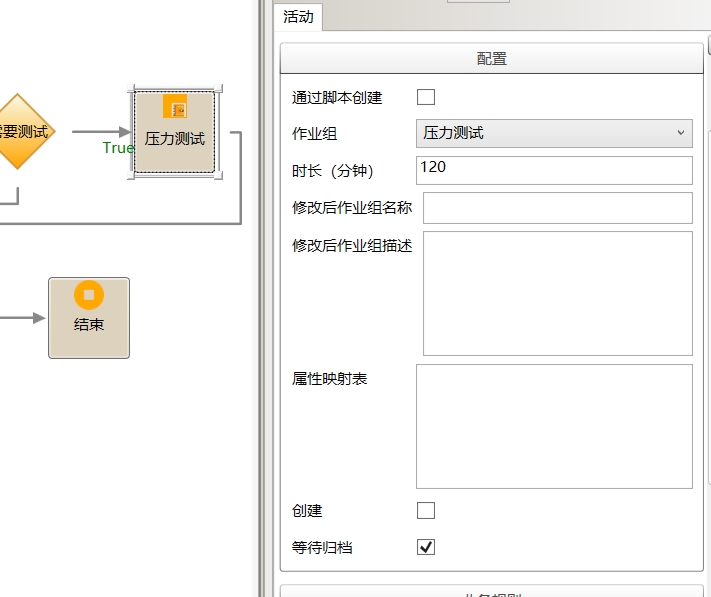 活动
配置
通过脚本创建
作业组
压力测试
时长（分钟）
120
修改后作业组名称
修改后作业组描述
属性映射表
创建
等待归档
需要测试
True
压力测试
结束